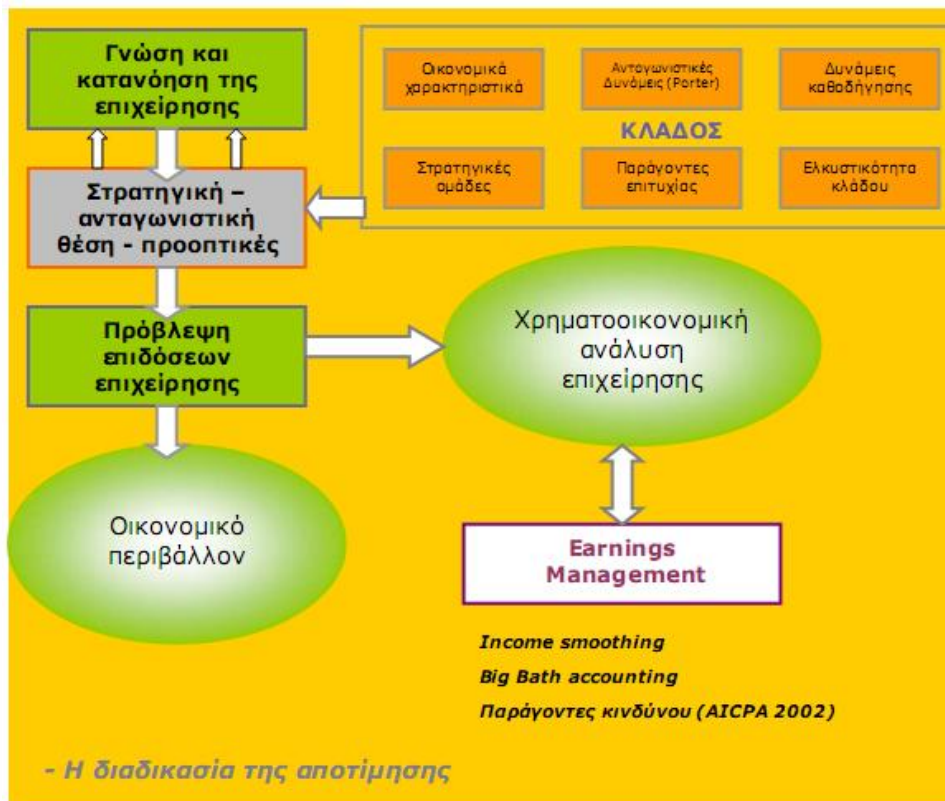 Γνώση και
κατανόηση της
επιχείρησης
Οικονομικά
χαρακτηριστικά
Ανταγωνιστικές
Δυνάμεις (Porter)
Δυνάμεις
καθοδήγησης
ΚΛΑΔΟΣ
Στρατηγικές
ομάδες
Παράγοντες
επιτυχίας
Ελκυστικότητα
κλάδου
Στρατηγική –
ανταγωνιστική
θέση - προοπτικές
Πρόβλεψη
επιδόσεων
επιχείρησης
Χρηματοοικονομική
ανάλυση
επιχείρησης
Οικονομικό
περιβάλλον
Earnings
Management
Income smoothing
Big Bath accounting
Παράγοντες κινδύνου (AICPA 2002)
- Η διαδικασία της αποτίμησης